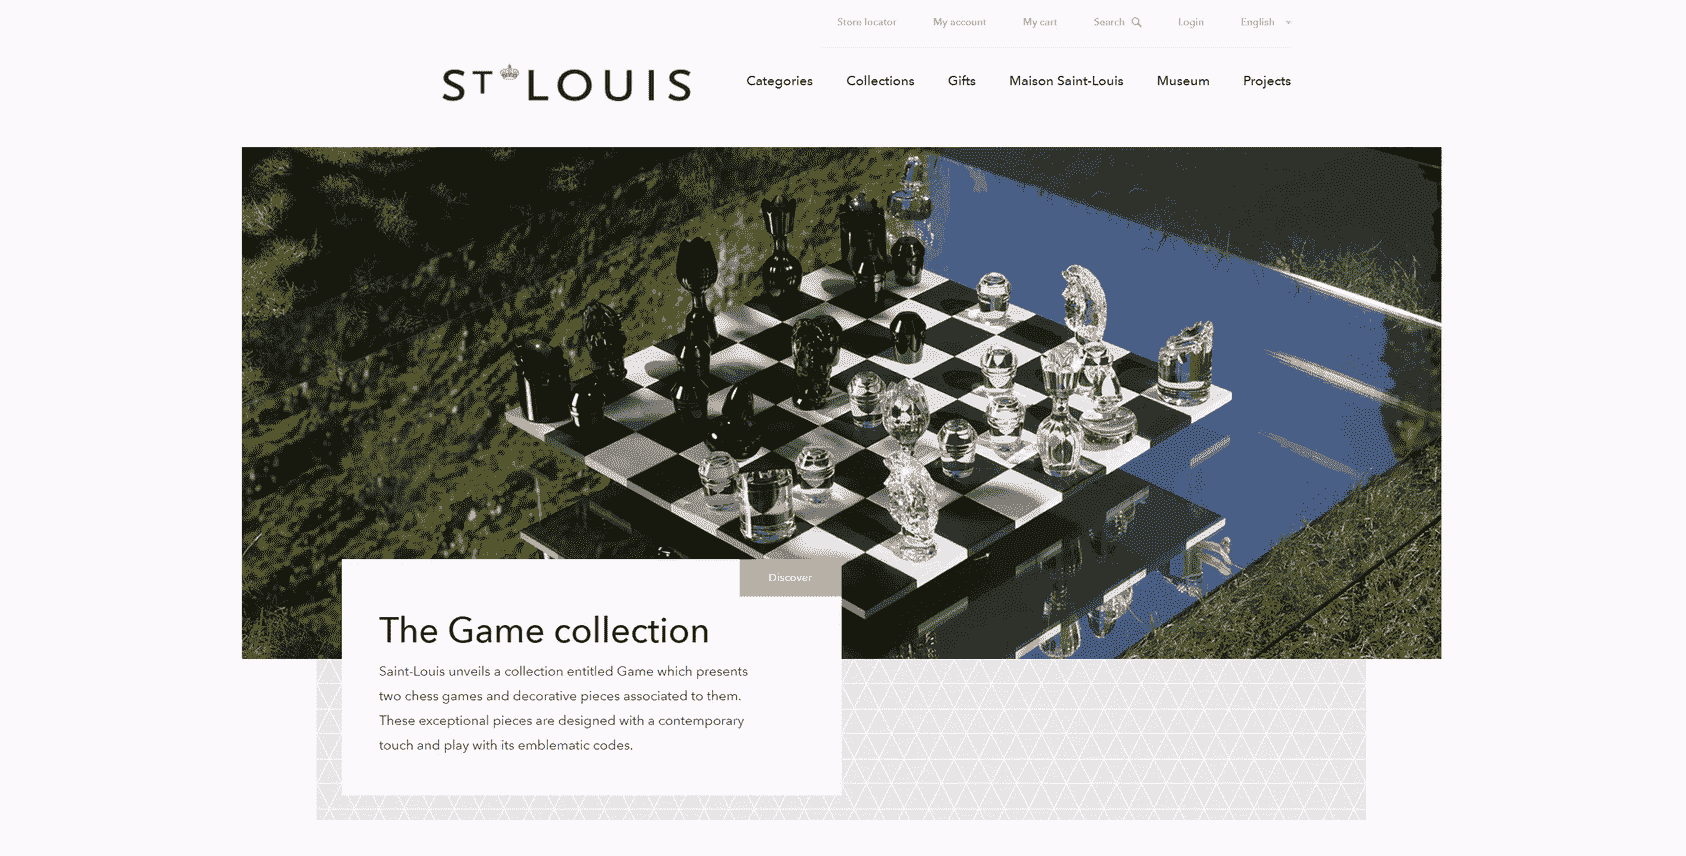 Store locator My account My cart Search Login English
ST LOUIS
Categories Collections Gifts Maison Saint-Louis Museum Projects
Discover
The Game collection
Saint-Louis unveils a collection entitled Game which presents
two chess games and decorative pieces associated to them.
These exceptional pieces are designed with a contemporary
touch and play with its emblematic codes.